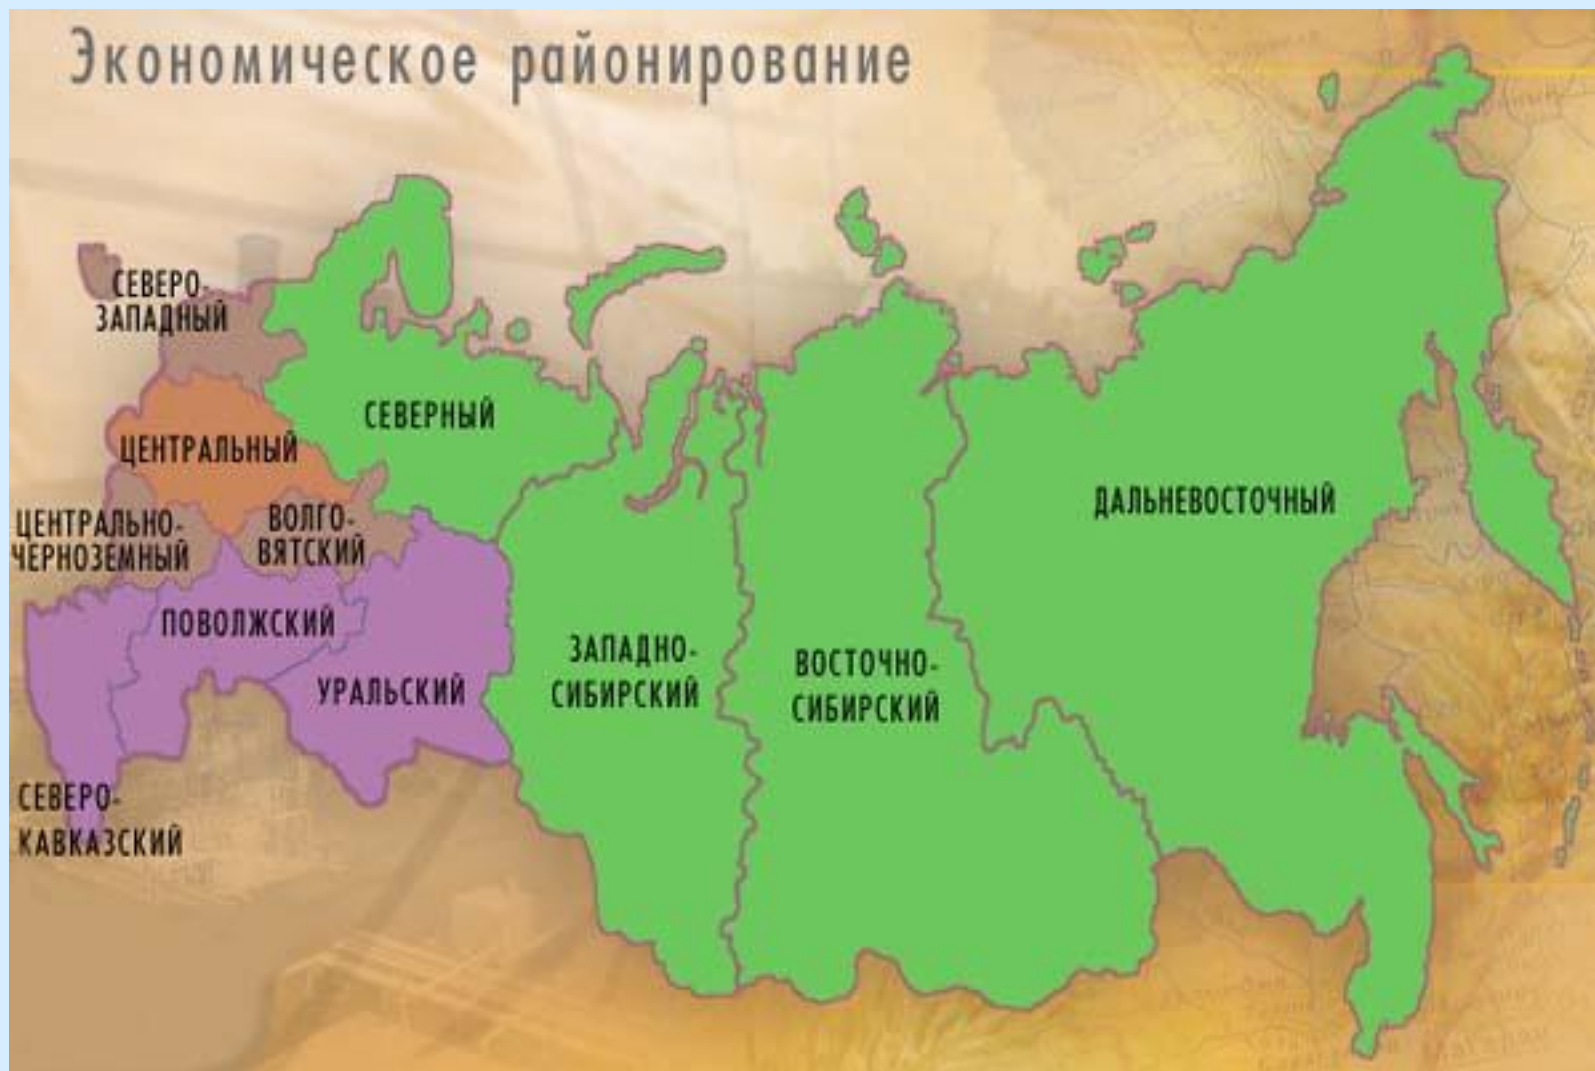 Экономическое районирование
СЕВЕРО-
ЗАПАДНЫЙ
СЕВЕРНЫЙ
ЦЕНТРАЛЬНЫЙ
ЦЕНТРАЛЬНО-
ЧЕРНОЗЕМНЫЙ
ВОЛГО-
ВЯТСКИЙ
ДАЛЬНЕВОСТОЧНЫЙ
ПОВОЛЖСКИЙ
УРАЛЬСКИЙ
ЗАПАДНО-
СИБИРСКИЙ
ВОСТОЧНО-
СИБИРСКИЙ
СЕВЕРО-
КАВКАЗСКИЙ